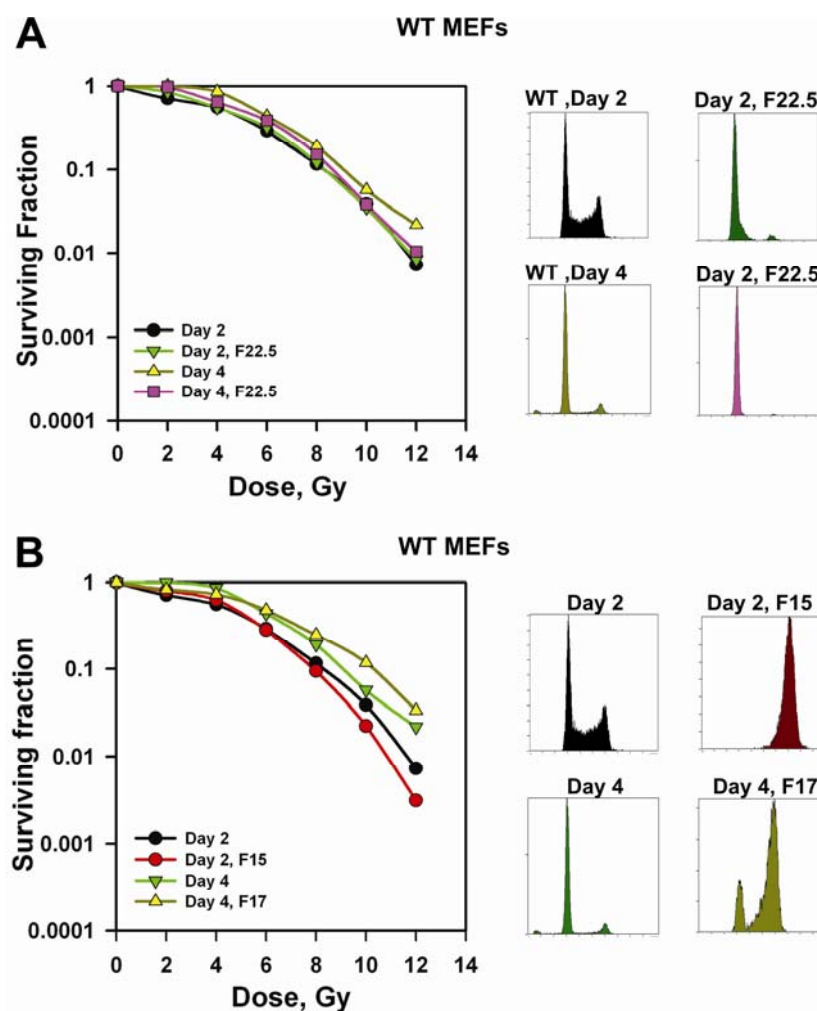 A
WT MEFs
1
0.1
0.01
0.001
0.0001
Surviving Fraction
Day 2
Day 2, F22.5
Day 4
Day 4, F22.5
0 2 4 6 8 10 12 14
Dose, Gy
WT ,Day 2
Day 2, F22.5
WT ,Day 4
Day 2, F22.5
B
WT MEFs
1
0.1
0.01
0.001
0.0001
Surviving fraction
Day 2
Day 2, F15
Day 4
Day 4, F17
0 2 4 6 8 10 12 14
Dose, Gy
Day 2
Day 2, F15
Day 4
Day 4, F17